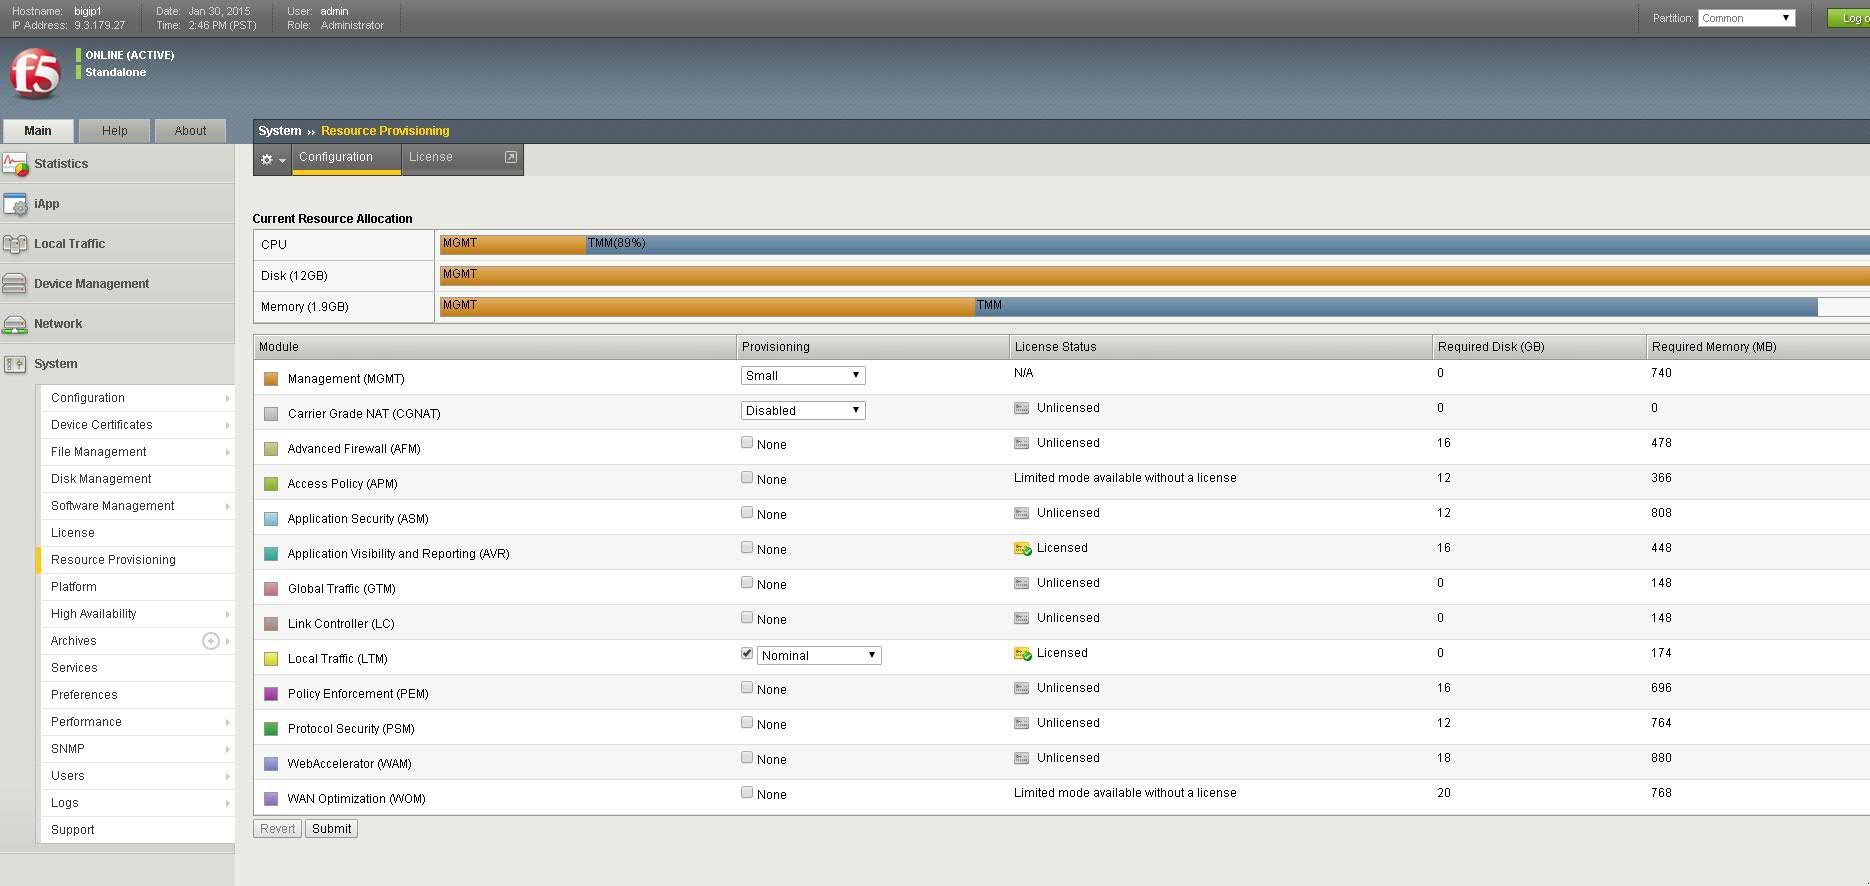 Hostname: bigip1 Date: Jan 30, 2015 User: admin
IP Address: 9.3.179.27 Time: 2:46 PM (PST) Role: Administrator
Partition: Common Log o
f5 ONLINE (ACTIVE)
Standalone
Main Help About
System ›› Resource Provisioning
Configuration License
Statistics
iApp
Local Traffic
Device Management
Network
System
Configuration
Device Certificates
File Management
Disk Management
Software Management
License
Resource Provisioning
Platform
High Availability
Archives
Services
Preferences
Performance
SNMP
Users
Logs
Support
Current Resource Allocation
CPU MGMT TMM(89%)
Disk (12GB) MGMT
Memory (1.9GB) MGMT TMM
Module Provisioning License Status Required Disk (GB) Required Memory (MB)
Management (MGMT) Small N/A 0 740
Carrier Grade NAT (CGNAT) Disabled Unlicensed 0 0
Advanced Firewall (AFM) None Unlicensed 16 478
Access Policy (APM) None Limited mode available without a license 12 366
Application Security (ASM) None Unlicensed 12 808
Application Visibility and Reporting (AVR) None Licensed 16 448
Global Traffic (GTM) None Unlicensed 0 148
Link Controller (LC) None Unlicensed 0 148
Local Traffic (LTM) Nominal Licensed 0 174
Policy Enforcement (PEM) None Unlicensed 16 696
Protocol Security (PSM) None Unlicensed 12 764
WebAccelerator (WAM) None Unlicensed 18 880
WAN Optimization (WOM) None Limited mode available without a license 20 768
Revert Submit